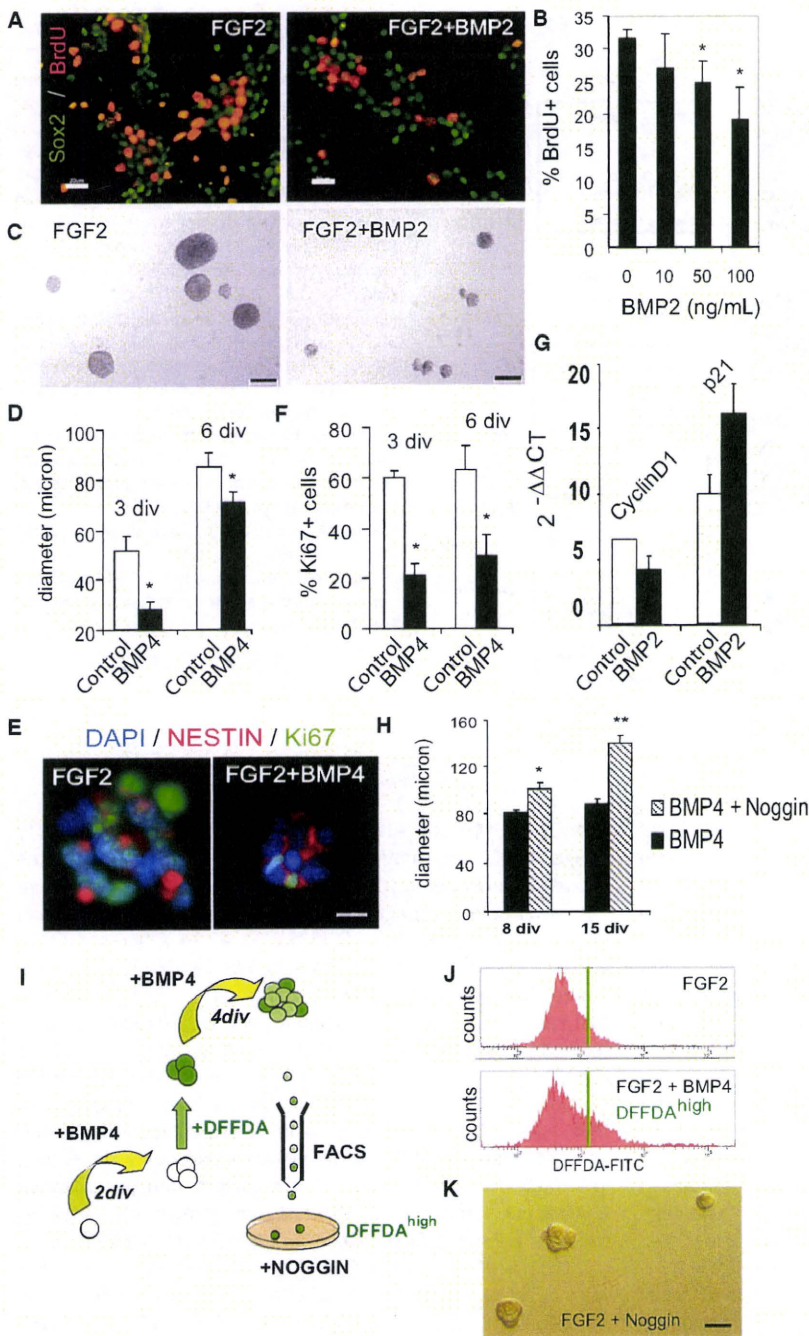 A
Sox2 / BrdU
FGF2
FGF2+BMP2
B
% BrdU+ cells
35
30
25
30
15
10
5
0
*
*
0 10 50 100
BMP2 (ng/mL)
C
FGF2
FGF2+BMP2
D
diameter (micron)
100
80
60
40
20
3 div
6 div
*
*
Control
BMP4
Control
BMP4
F
% Ki67+ cells
80
60
40
20
0
3 div
6 div
*
*
Control
BMP4
Control
BMP4
G
2 -ΔΔCT
20
15
10
5
0
CyclinD1
p21
Control
BMP2
Control
BMP2
E
DAPI / NESTIN / Ki67
FGF2
FGF2+BMP4
H
diameter (micron)
160
120
80
40
0
*
**
8 div 15 div
BMP4 + Noggin
BMP4
I
+BMP4
4div
+DFFDA
+BMP4
2div
FACS
DFFDAhigh
+NOGGIN
J
counts
FGF2
counts
FGF2 + BMP4
DFFDAhigh
DFFDA-FITC
K
FGF2 + Noggin